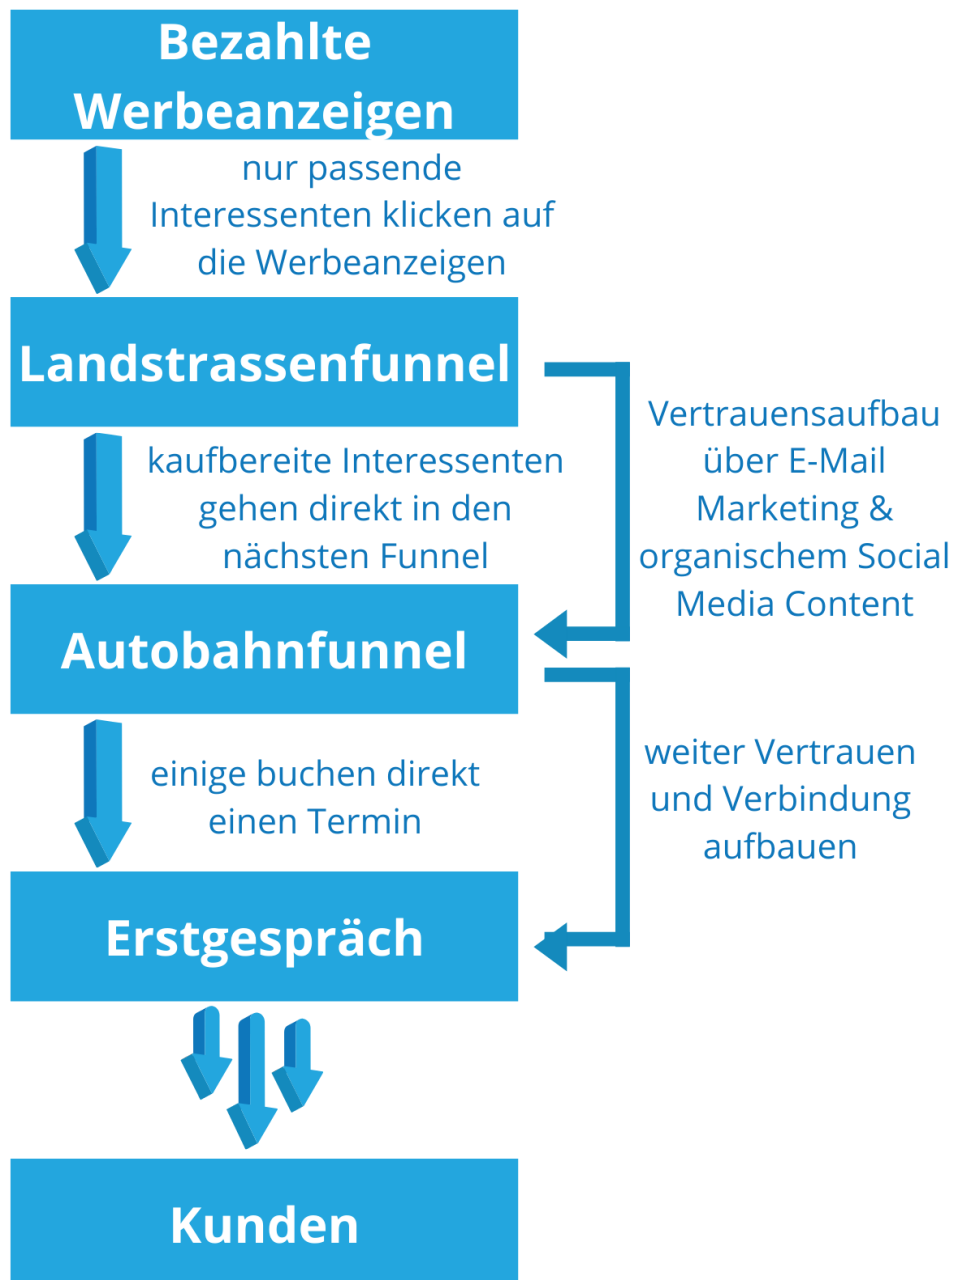 Bezahlte
Werbeanzeigen
nur passende
Interessenten klicken auf
die Werbeanzeigen
Landstrassenfunnel
kaufbereite Interessenten
gehen direkt in den
nächsten Funnel
Vertrauensaufbau
über E-Mail
Marketing &
organischem Social
Media Content
Autobahnfunnel
einige buchen direkt
einen Termin
weiter Vertrauen
und Verbindung
aufbauen
Erstgespräch
Kunden